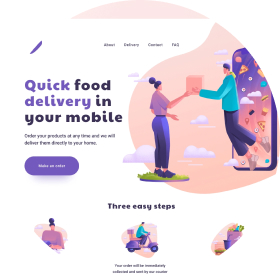 About Delivery Contact FAQ
Quick food
delivery in
your mobile
Order your products at any time and we will
deliver them directly to your home.
Make an order
Three easy steps
Your order will be immediately
collected and sent by our courier